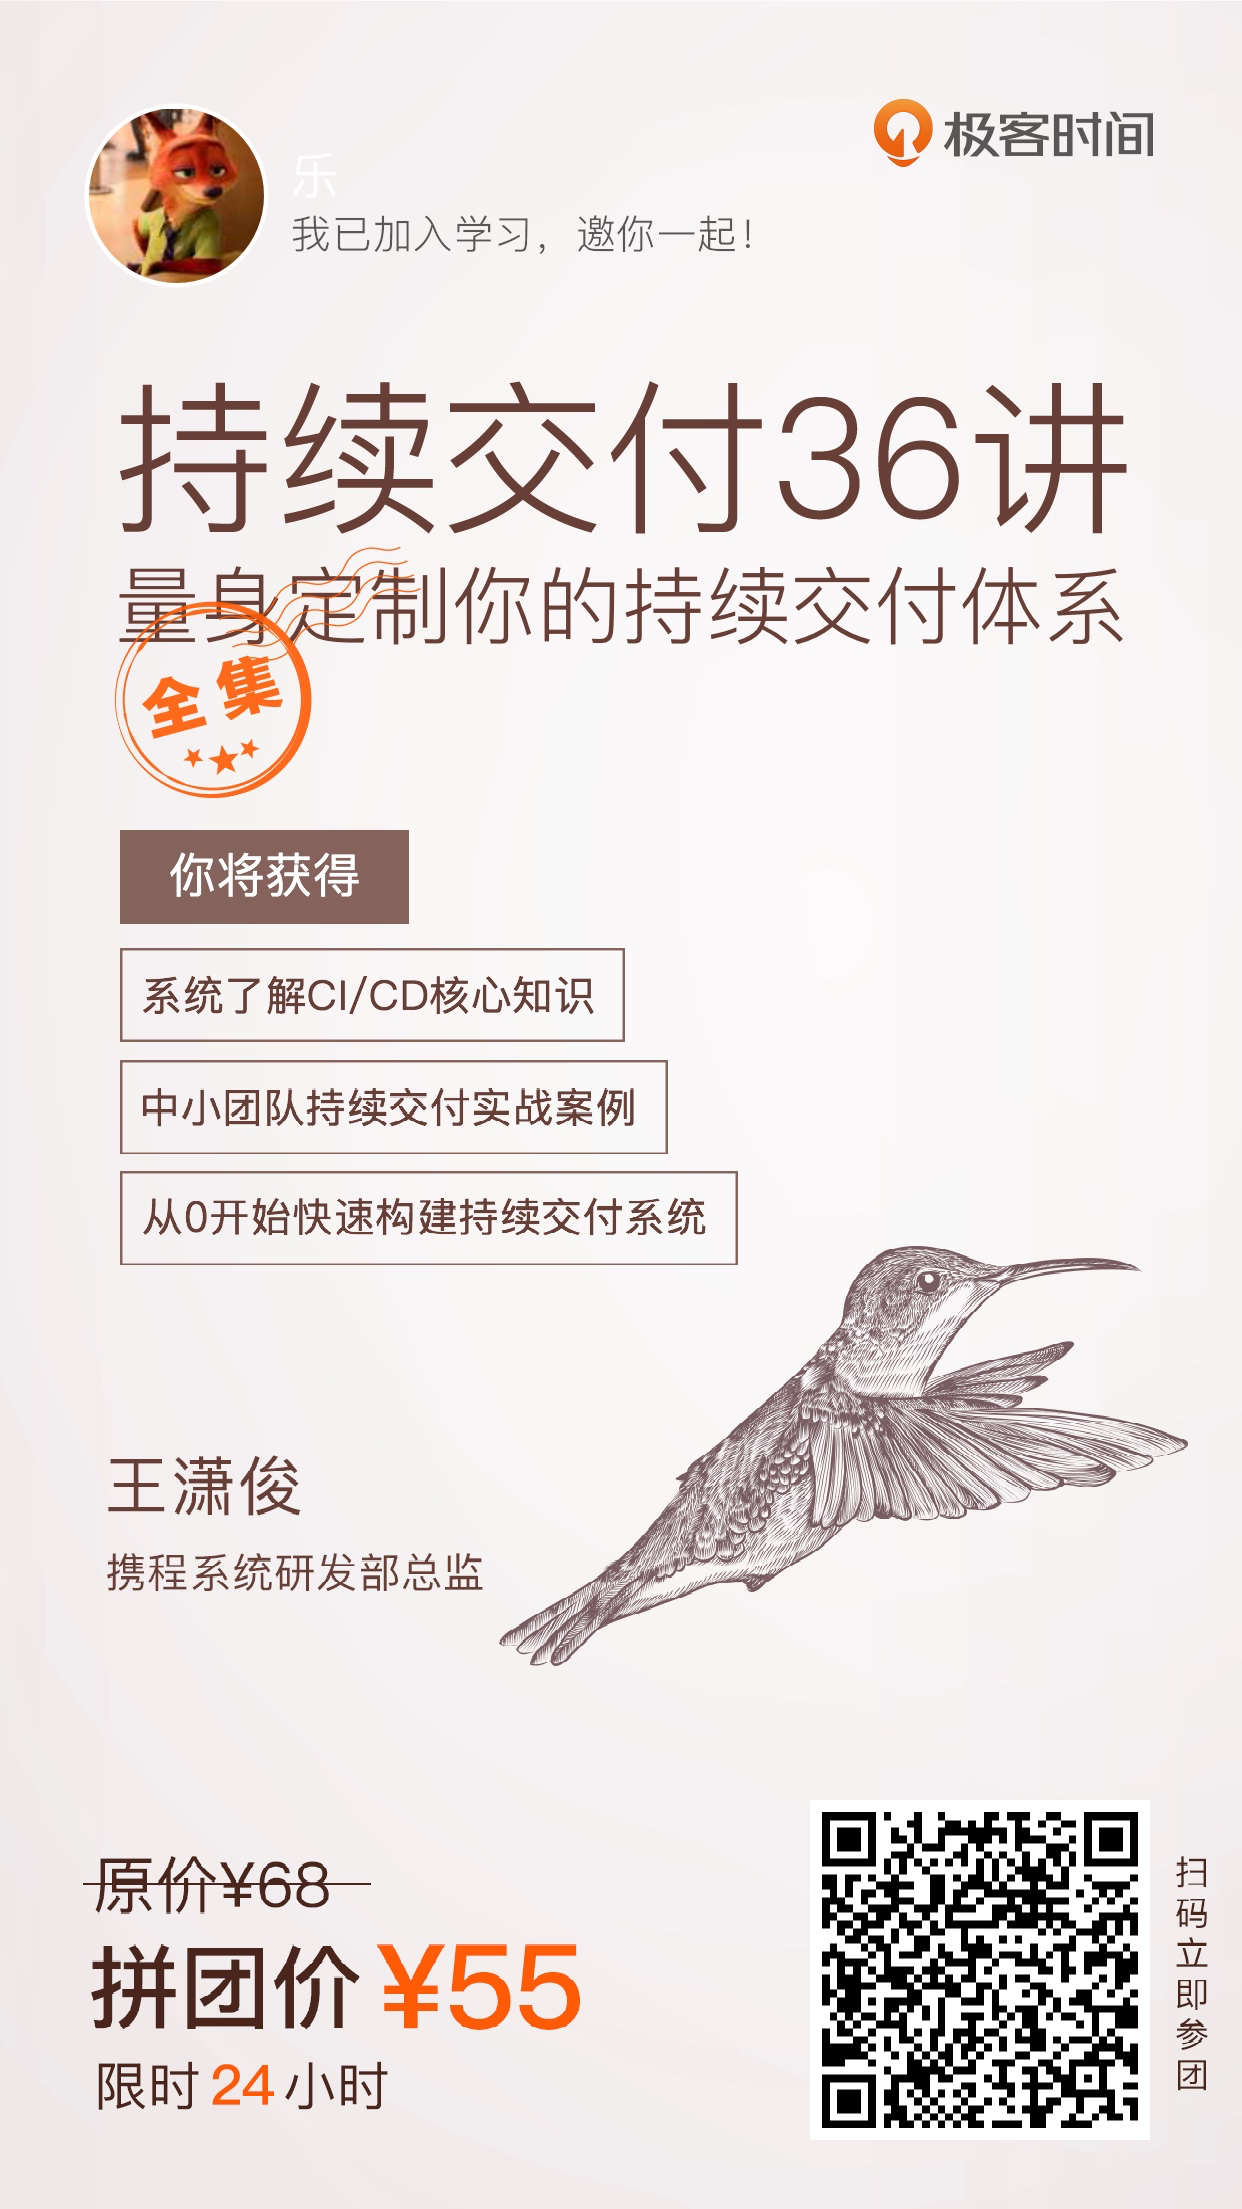 极客时间
乐
我已加入学习，邀你一起！
持续交付36讲
量身定制你的持续交付体系
全集
你将获得
系统了解CI/CD核心知识
中小团队持续交付实战案例
从0开始快速构建持续交付系统
王潇俊
携程系统研发部总监
原价¥68
拼团价¥55
限时24小时
扫码立即参团